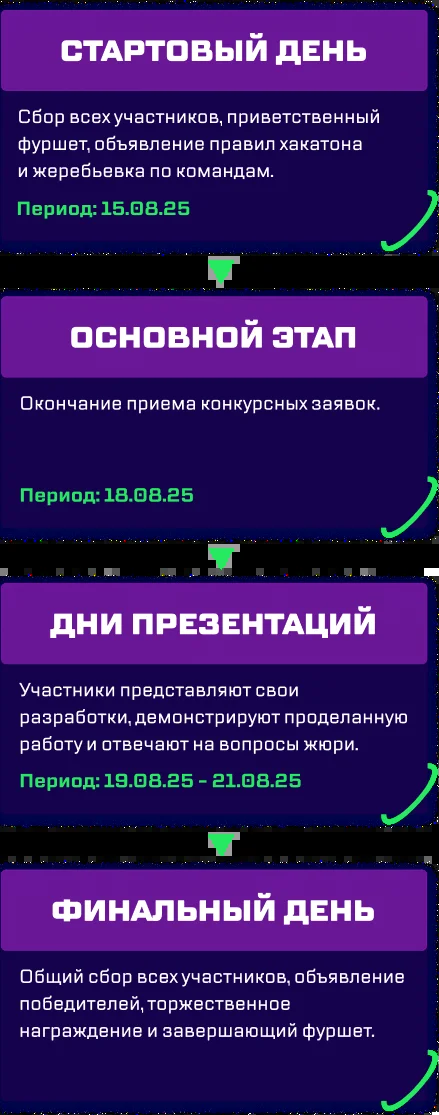 СТАРТОВЫЙ ДЕНЬ
Сбор всех участников, приветственный
фуршет, объявление правил хакатона
и жеребьевка по командам.
Период: 15.08.25
ОСНОВНОЙ ЭТАП
Окончание приема конкурсных заявок.
Период: 18.08.25
ДНИ ПРЕЗЕНТАЦИЙ
Участники представляют свои
разработки, демонстрируют проделанную
работу и отвечают на вопросы жюри.
Период: 19.08.25 - 21.08.25
ФИНАЛЬНЫЙ ДЕНЬ
Общий сбор всех участников, объявление
победителей, торжественное
награждение и завершающий фуршет.